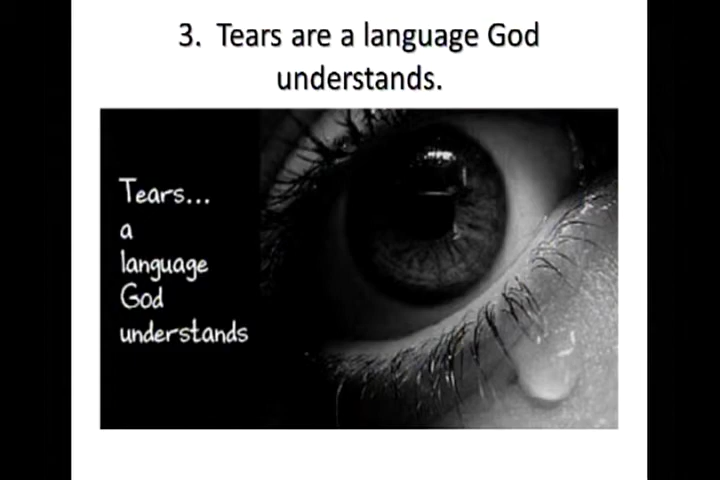 3. Tears are a language God
understands.
Tears...
a
language
God
understands